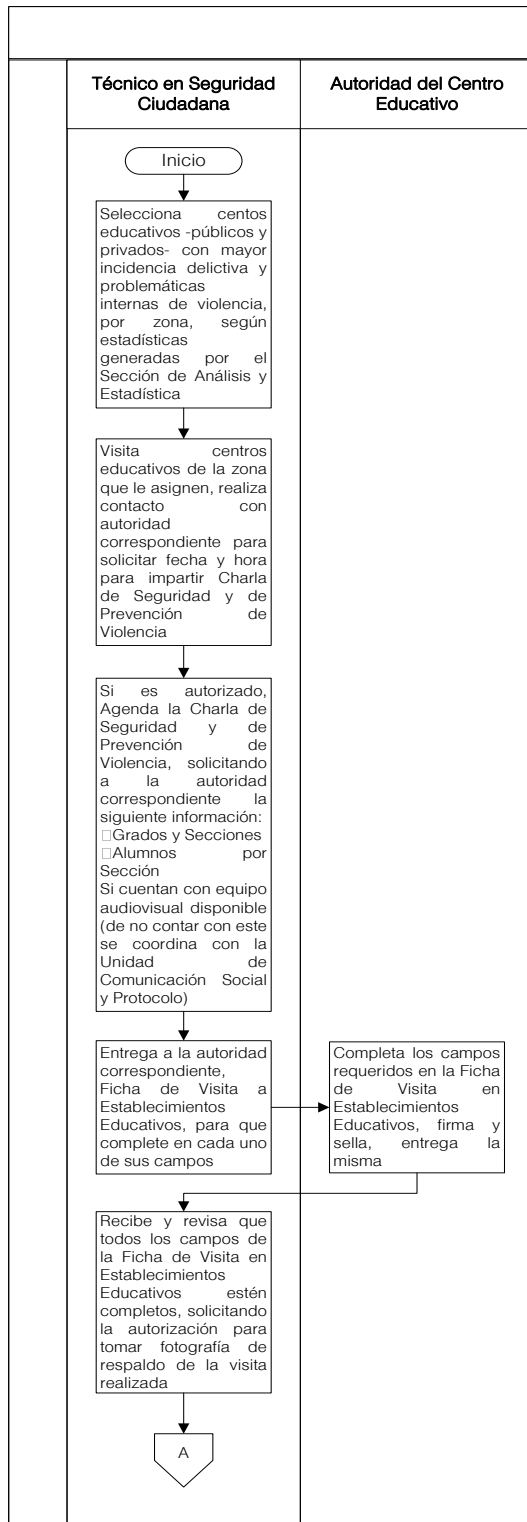 Técnico en Seguridad
Ciudadana
Autoridad del Centro
Educativo
Inicio
Selecciona centos
educativos -públicos y
privados- con mayor
incidencia delictiva y
problemáticas
internas de violencia,
por zona, según
estadísticas
generadas por el
Sección de Análisis y
Estadística
Visita centros
educativos de la zona
que le asignen, realiza
contacto con
autoridad
correspondiente para
solicitar fecha y hora
para impartir Charla
de Seguridad y de
Prevención de
Violencia
Si es autorizado,
Agenda la Charla de
Seguridad y de
Prevención de
Violencia, solicitando
a la autoridad
correspondiente la
siguiente información:
□Grados y Secciones
□Alumnos por
Sección
Si cuentan con equipo
audiovisual disponible
(de no contar con este
se coordina con la
Unidad de
Comunicación Social
y Protocolo)
Entrega a la autoridad
correspondiente,
Ficha de Visita a
Establecimientos
Educativos, para que
complete en cada uno
de sus campos
Completa los campos
requeridos en la Ficha
de Visita en
Establecimientos
Educativos, firma y
sella, entrega la
misma
Recibe y revisa que
todos los campos de
la Ficha de Visita en
Establecimientos
Educativos estén
completos, solicitando
la autorización para
tomar fotografía de
respaldo de la visita
realizada
A